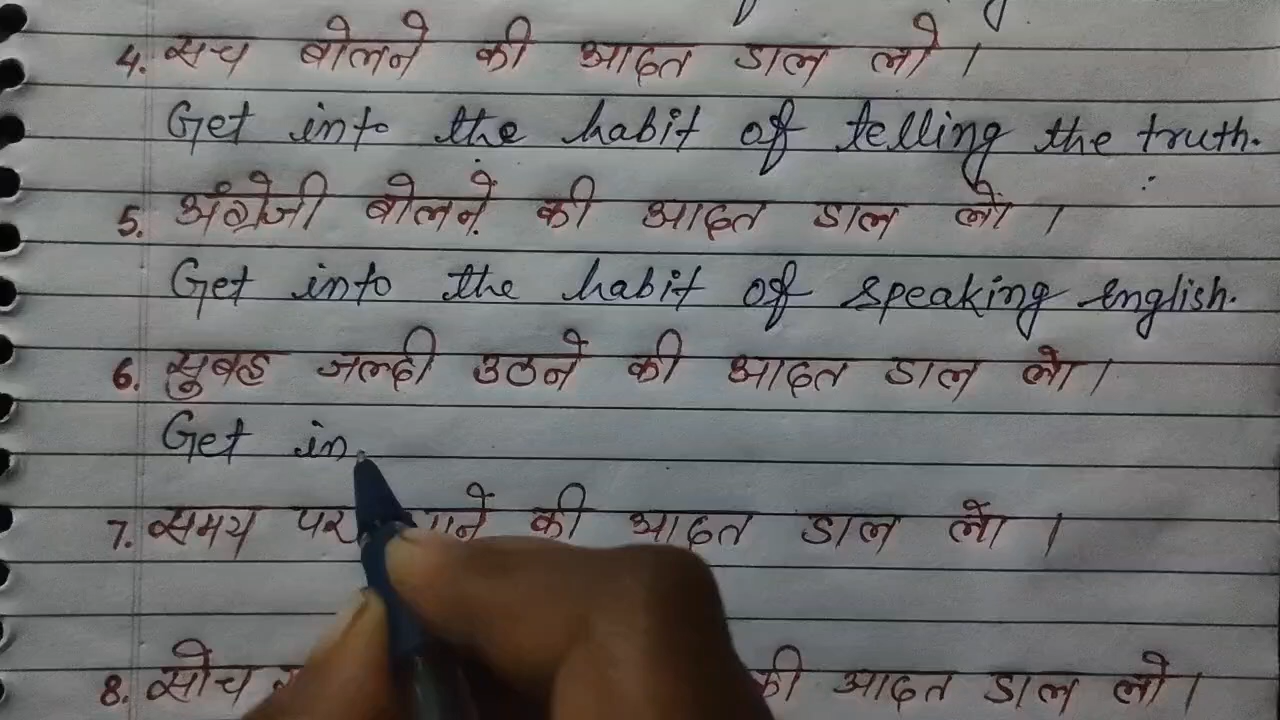 4. सच बोलने की आदत डाल लो ।
Get into the habit of telling the truth.
5. अंग्रेजी बोलने की आदत डाल लो ।
Get into the habit of speaking english.
6. सुबह जल्दी उठने की आदत डाल लो ।
Get in
7. समय पर की आदत डाल लो ।
8. सोच की आदत डाल लो ।